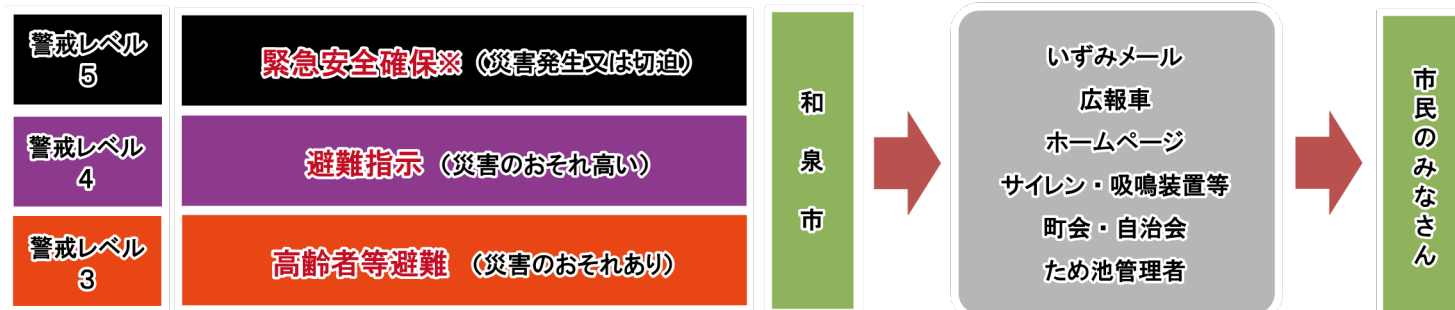 警戒レベル
5
緊急安全確保※（災害発生又は切迫）
警戒レベル
4
避難指示（災害のおそれ高い）
警戒レベル
3
高齢者等避難（災害のおそれあり）
和泉市
いずみメール
広報車
ホームページ
サイレン・吸鳴装置等
町会・自治会
ため池管理者
市民のみなさん